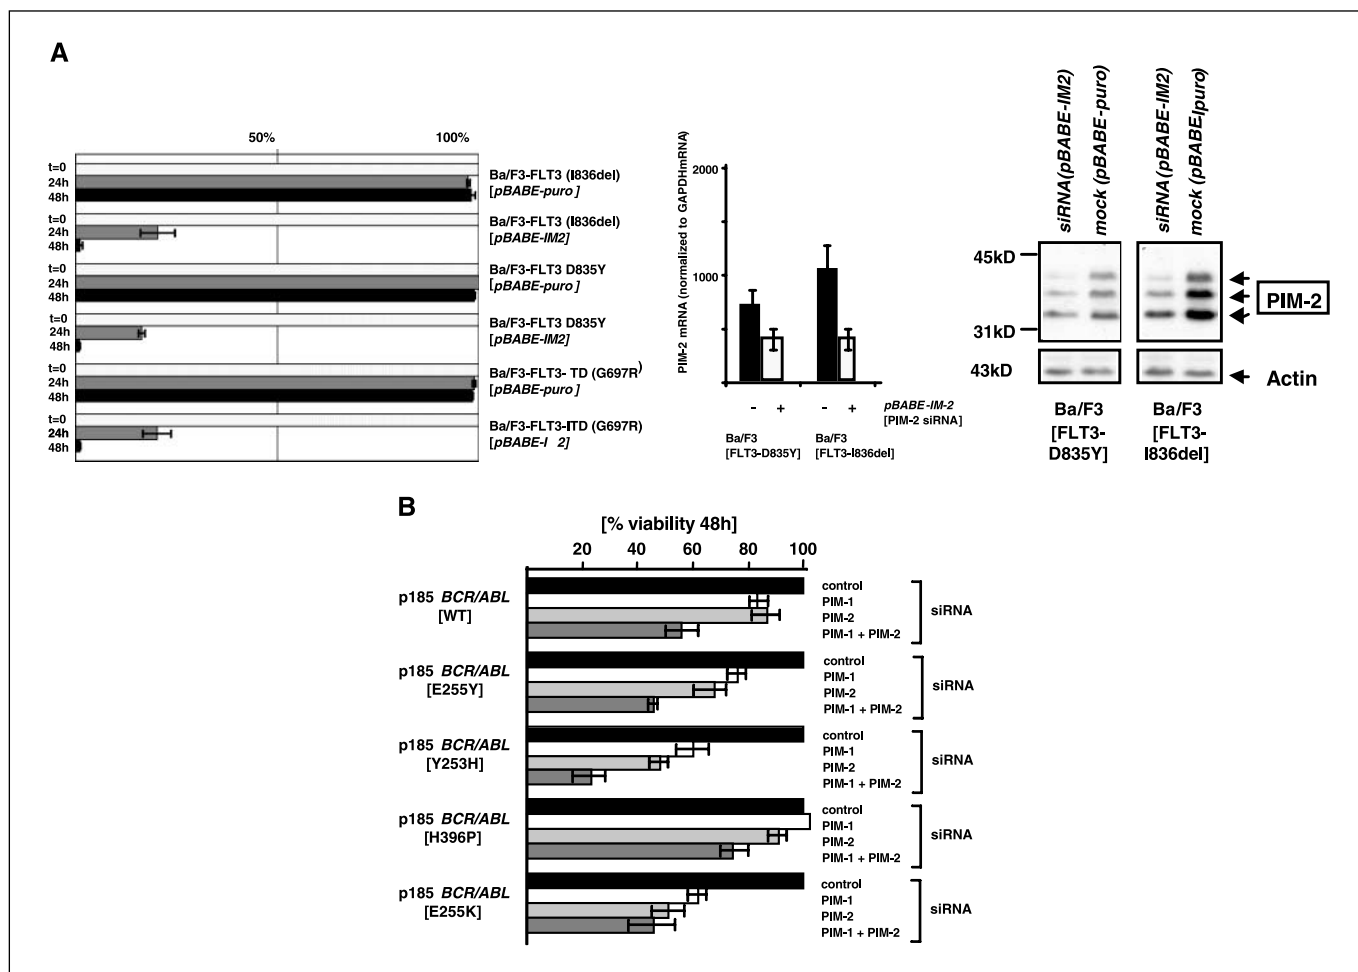 A
50% 100%
t=0
24h
48h
Ba/F3-FLT3 (I836del)
[pBABE-puro]
t=0
24h
48h
Ba/F3-FLT3 (I836del)
[pBABE-IM2]
t=0
24h
48h
Ba/F3-FLT3 D835Y
[pBABE-puro]
t=0
24h
48h
Ba/F3-FLT3 D835Y
[pBABE-IM2]
t=0
24h
48h
Ba/F3-FLT3- TD (G697R)
[pBABE-puro]
t=0
24h
48h
Ba/F3-FLT3-ITD (G697R)
[pBABE-I 2]
PIM-2 mRNA (normalized to GAPDHmRNA)
2000
1000
- + - + pBABE-IM-2
[PIM-2 siRNA]
Ba/F3
[FLT3-D835Y]
Ba/F3
[FLT3-I836del]
siRNA(pBABE-IM2)
mock (pBABE-puro)
siRNA (pBABE-IM2)
mock (pBABE|puro)
45kD
31kD
43kD
PIM-2
Actin
Ba/F3
[FLT3-
D835Y]
Ba/F3
[FLT3-
I836del]
B
[% viability 48h]
20 40 60 80 100
p185 BCR/ABL
[WT]
control
PIM-1
PIM-2
PIM-1 + PIM-2
siRNA
p185 BCR/ABL
[E255Y]
control
PIM-1
PIM-2
PIM-1 + PIM-2
siRNA
p185 BCR/ABL
[Y253H]
control
PIM-1
PIM-2
PIM-1 + PIM-2
siRNA
p185 BCR/ABL
[H396P]
control
PIM-1
PIM-2
PIM-1 + PIM-2
siRNA
p185 BCR/ABL
[E255K]
control
PIM-1
PIM-2
PIM-1 + PIM-2
siRNA